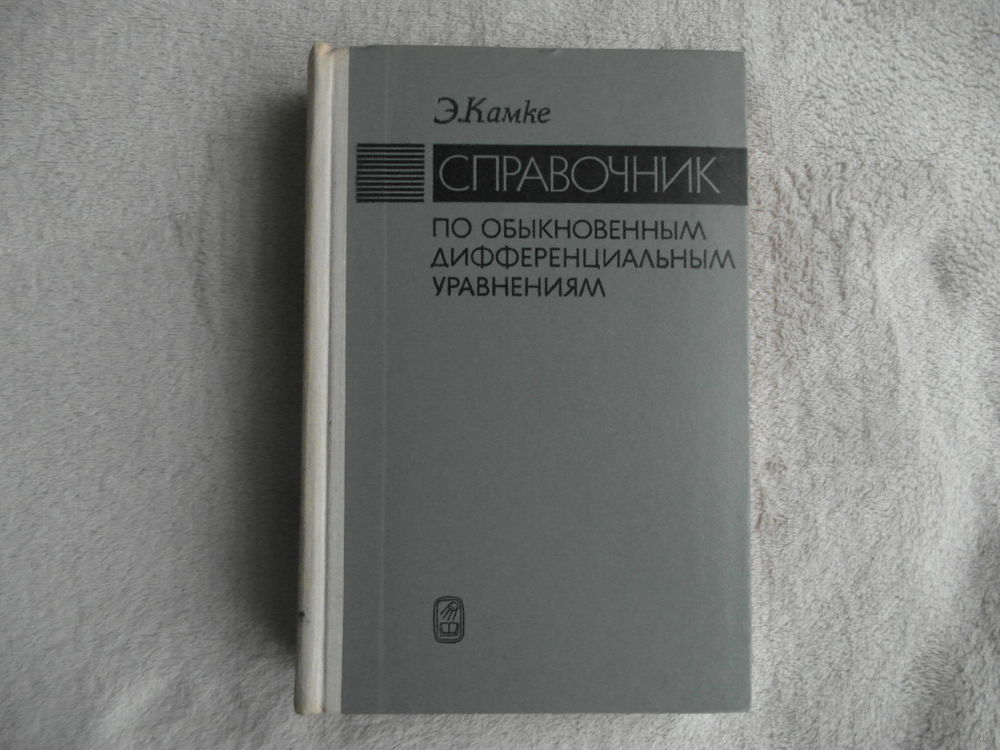 Э.Камке
СПРАВОЧНИК
ПО ОБЫКНОВЕННЫМ
ДИФФЕРЕНЦИАЛЬНЫМ
УРАВНЕНИЯМ